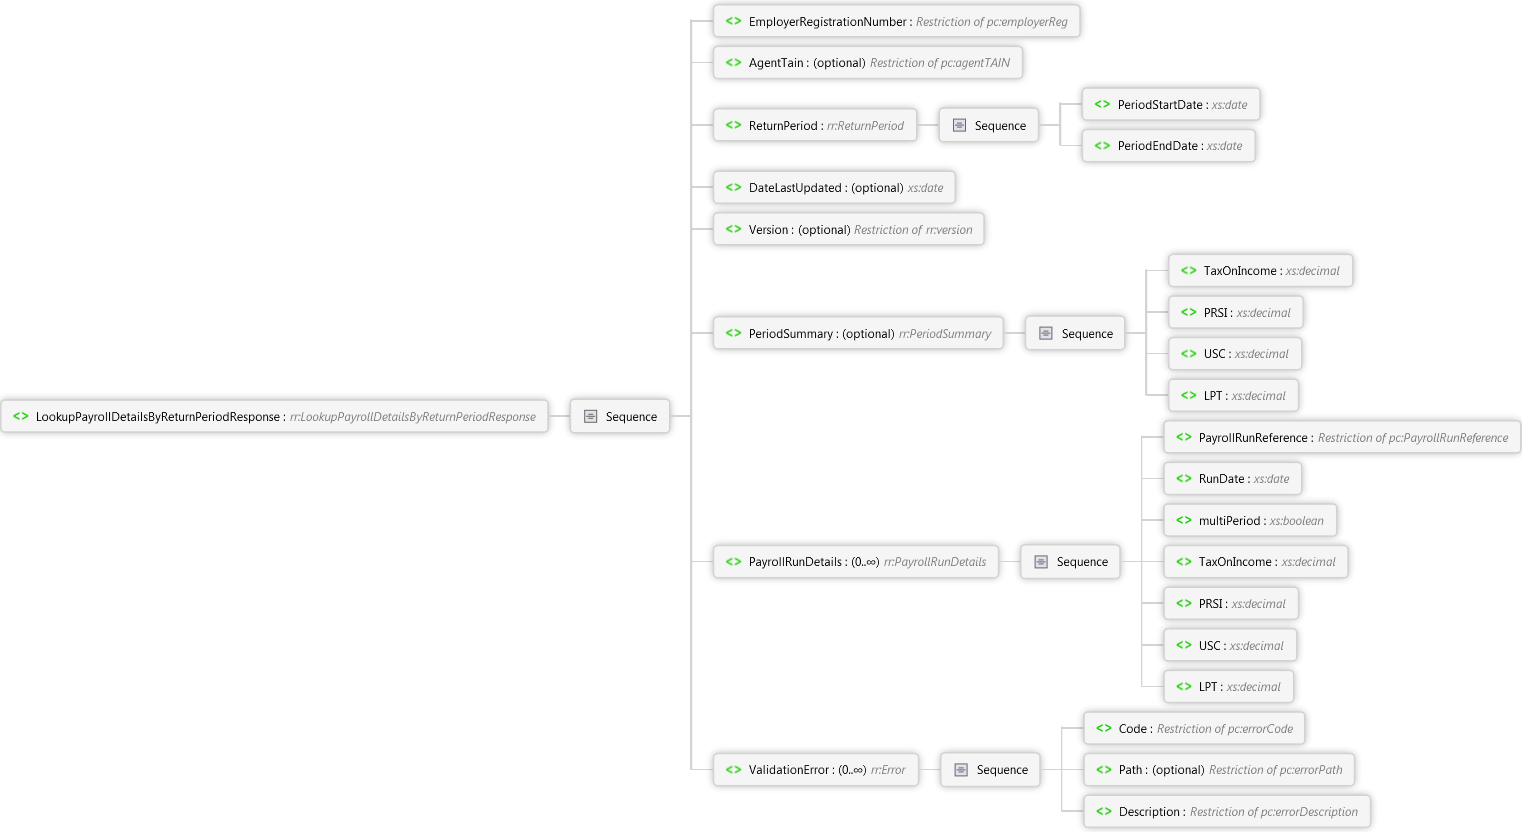 <> EmployerRegistrationNumber : Restriction of pc:employerReg
<> AgentTain : (optional) Restriction of pc:agentTAIN
<> PeriodStartDate : xs:date
<> ReturnPeriod : rr:ReturnPeriod Sequence
<> PeriodEndDate : xs:date
<> DateLastUpdated : (optional) xs:date
<> Version : (optional) Restriction of rr:version
<> TaxOnIncome : xs:decimal
<> PRSI : xs:decimal
<> PeriodSummary : (optional) rr:PeriodSummary Sequence
<> USC : xs:decimal
<> LPT : xs:decimal
<> LookupPayrollDetailsByReturnPeriodResponse : rr:LookupPayrollDetailsByReturnPeriodResponse Sequence
<> PayrollRunReference : Restriction of pc:PayrollRunReference
<> RunDate : xs:date
<> multiPeriod : xs:boolean
<> PayrollRunDetails : (0..∞) rr:PayrollRunDetails Sequence <> TaxOnIncome : xs:decimal
<> PRSI : xs:decimal
<> USC : xs:decimal
<> LPT : xs:decimal
<> Code : Restriction of pc:errorCode
<> ValidationError : (0..∞) rr:Error Sequence <> Path : (optional) Restriction of pc:errorPath
<> Description : Restriction of pc:errorDescription